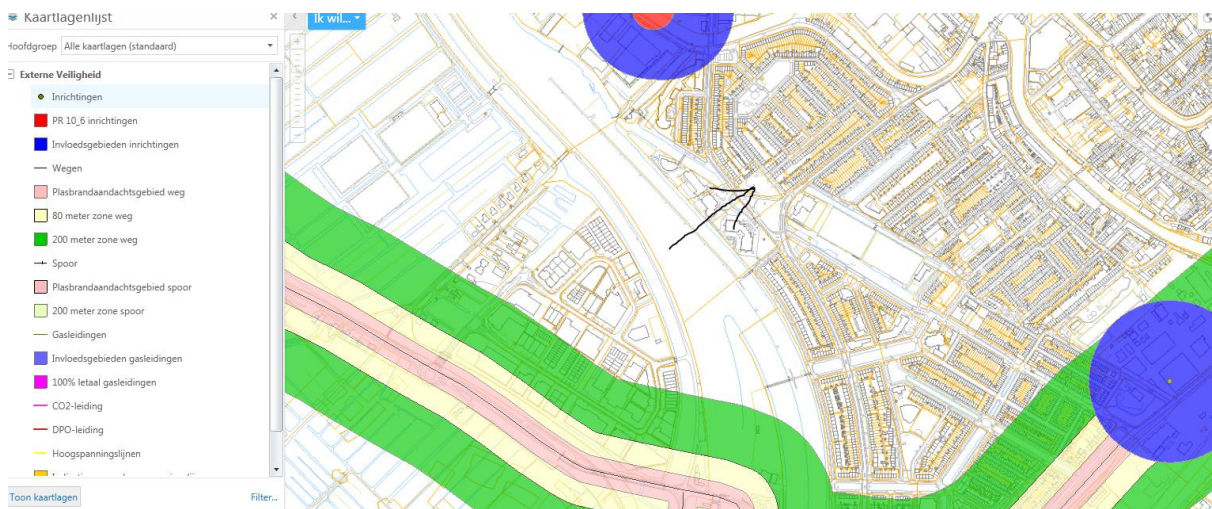 Kaartlagenlijst
Ik wil...
Hoofdgroep Alle kaartlagen (standaard)
Externe Veiligheid
Inrichtingen
PR 10_6 inrichtingen
Invloedsgebieden inrichtingen
Wegen
Plasbrandaandachtsgebied weg
80 meter zone weg
200 meter zone weg
Spoor
Plasbrandaandachtsgebied spoor
200 meter zone spoor
Gasleidingen
Invloedsgebieden gasleidingen
100% letaal gasleidingen
CO2-leiding
DPO-leiding
Hoogspanningslijnen
Toon kaartlagen
Filter...